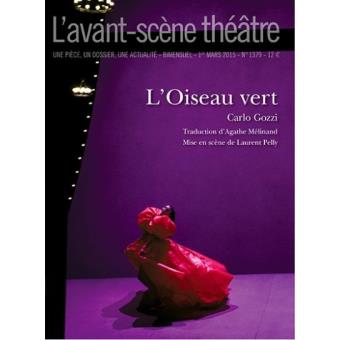 L'avant-scène théâtre
UNE PIÈCE, UN DOSSIER, UNE ACTUALITÉ – BIMENSUEL – 1ER MARS 2015 – N°1379 – 12 €
L'Oiseau vert
Carlo Gozzi
Traduction d'Agathe Mélinand
Mise en scène de Laurent Pelly